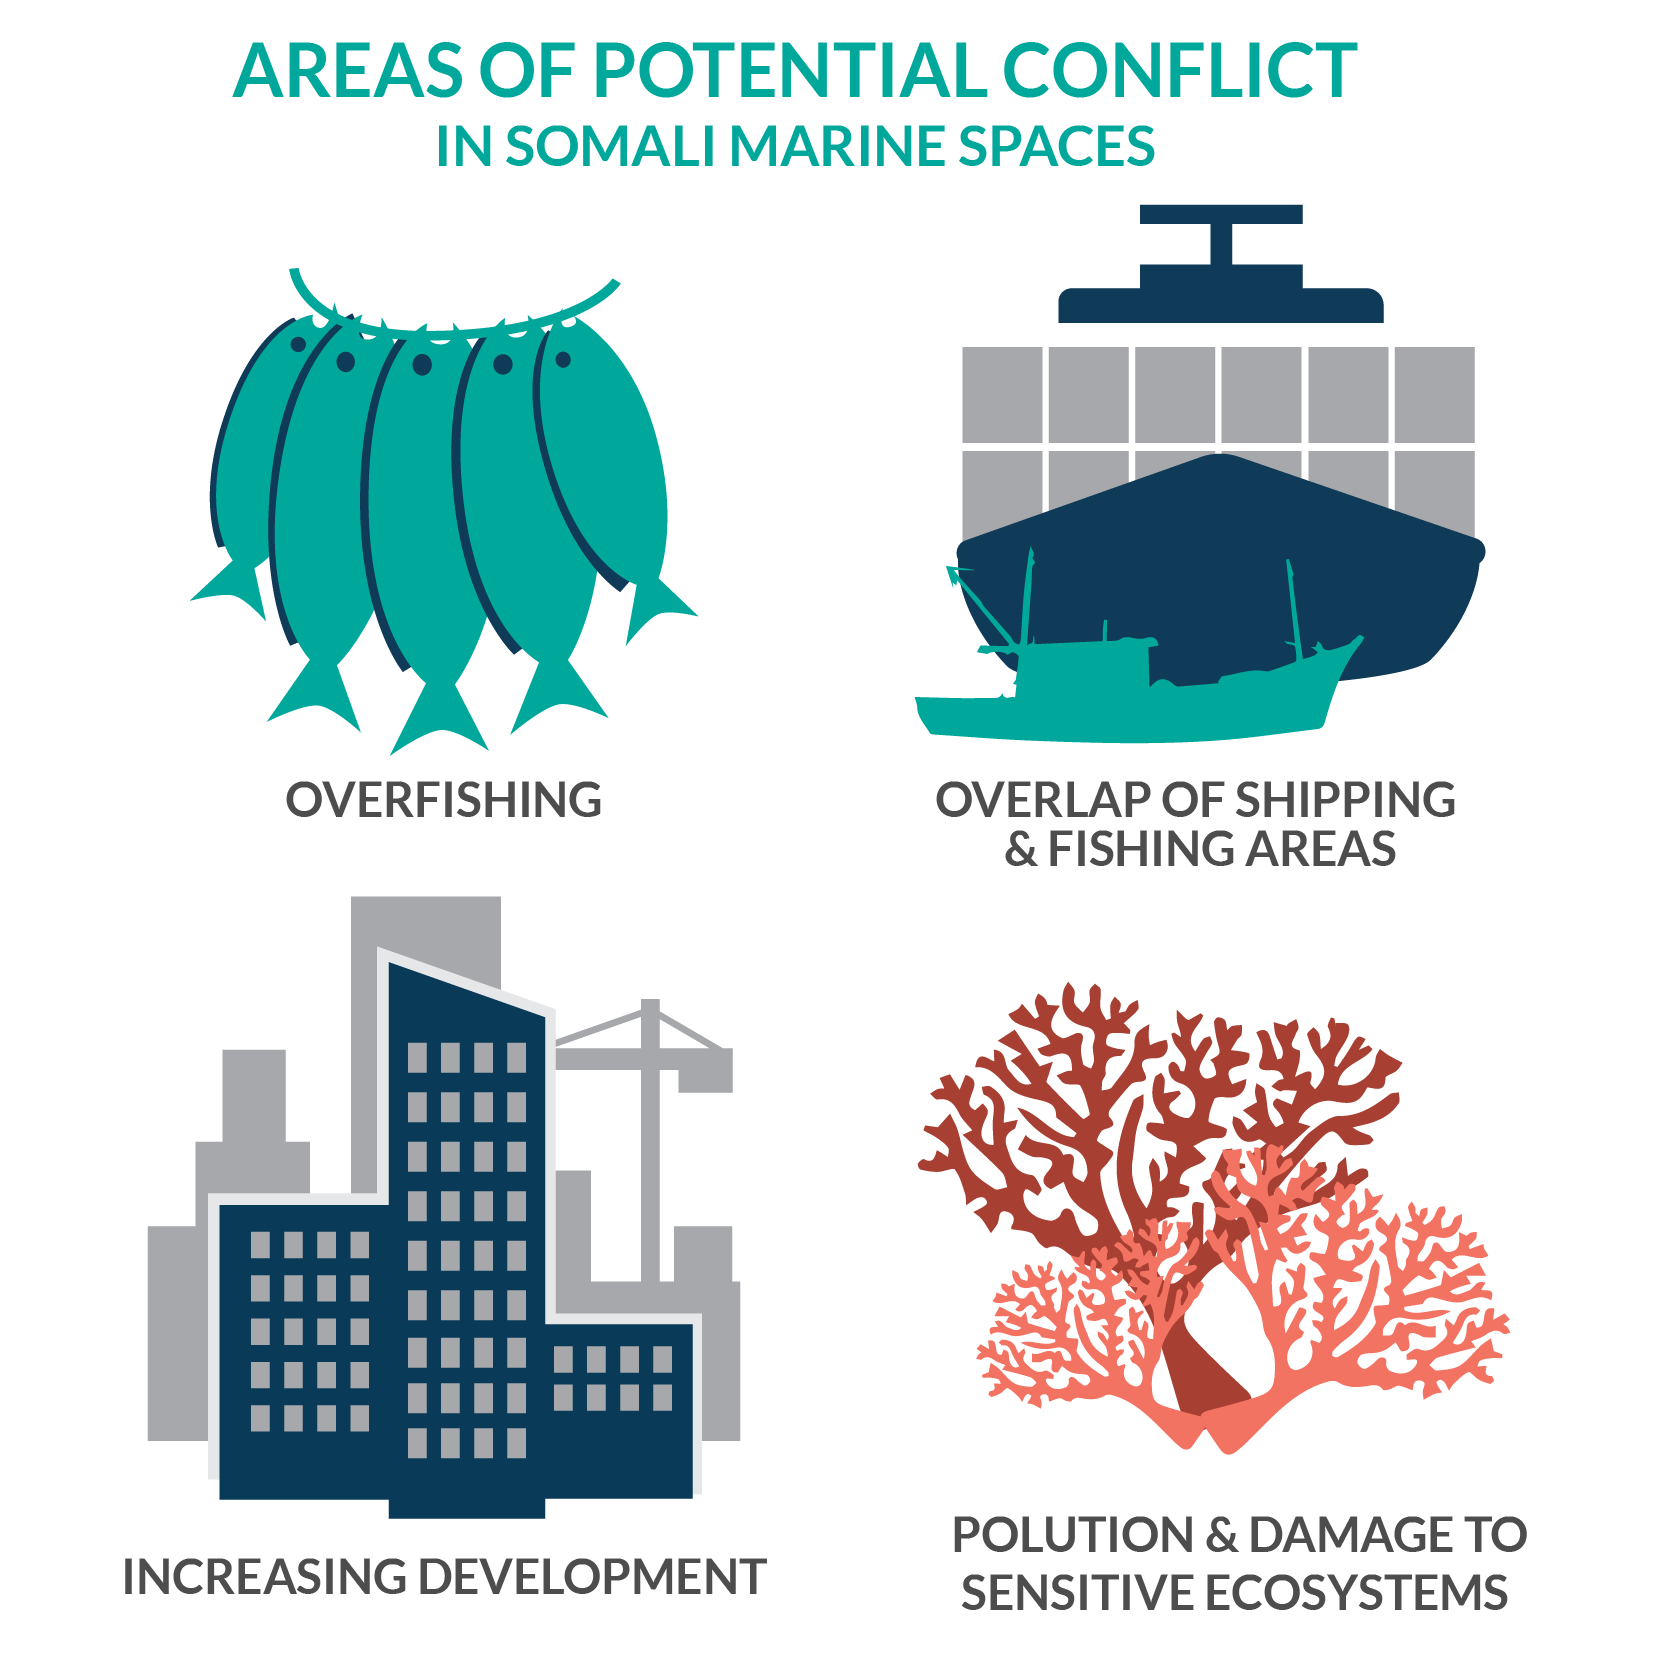 AREAS OF POTENTIAL CONFLICT
IN SOMALI MARINE SPACES
OVERFISHING
OVERLAP OF SHIPPING
& FISHING AREAS
INCREASING DEVELOPMENT
POLUTION & DAMAGE TO
SENSITIVE ECOSYSTEMS